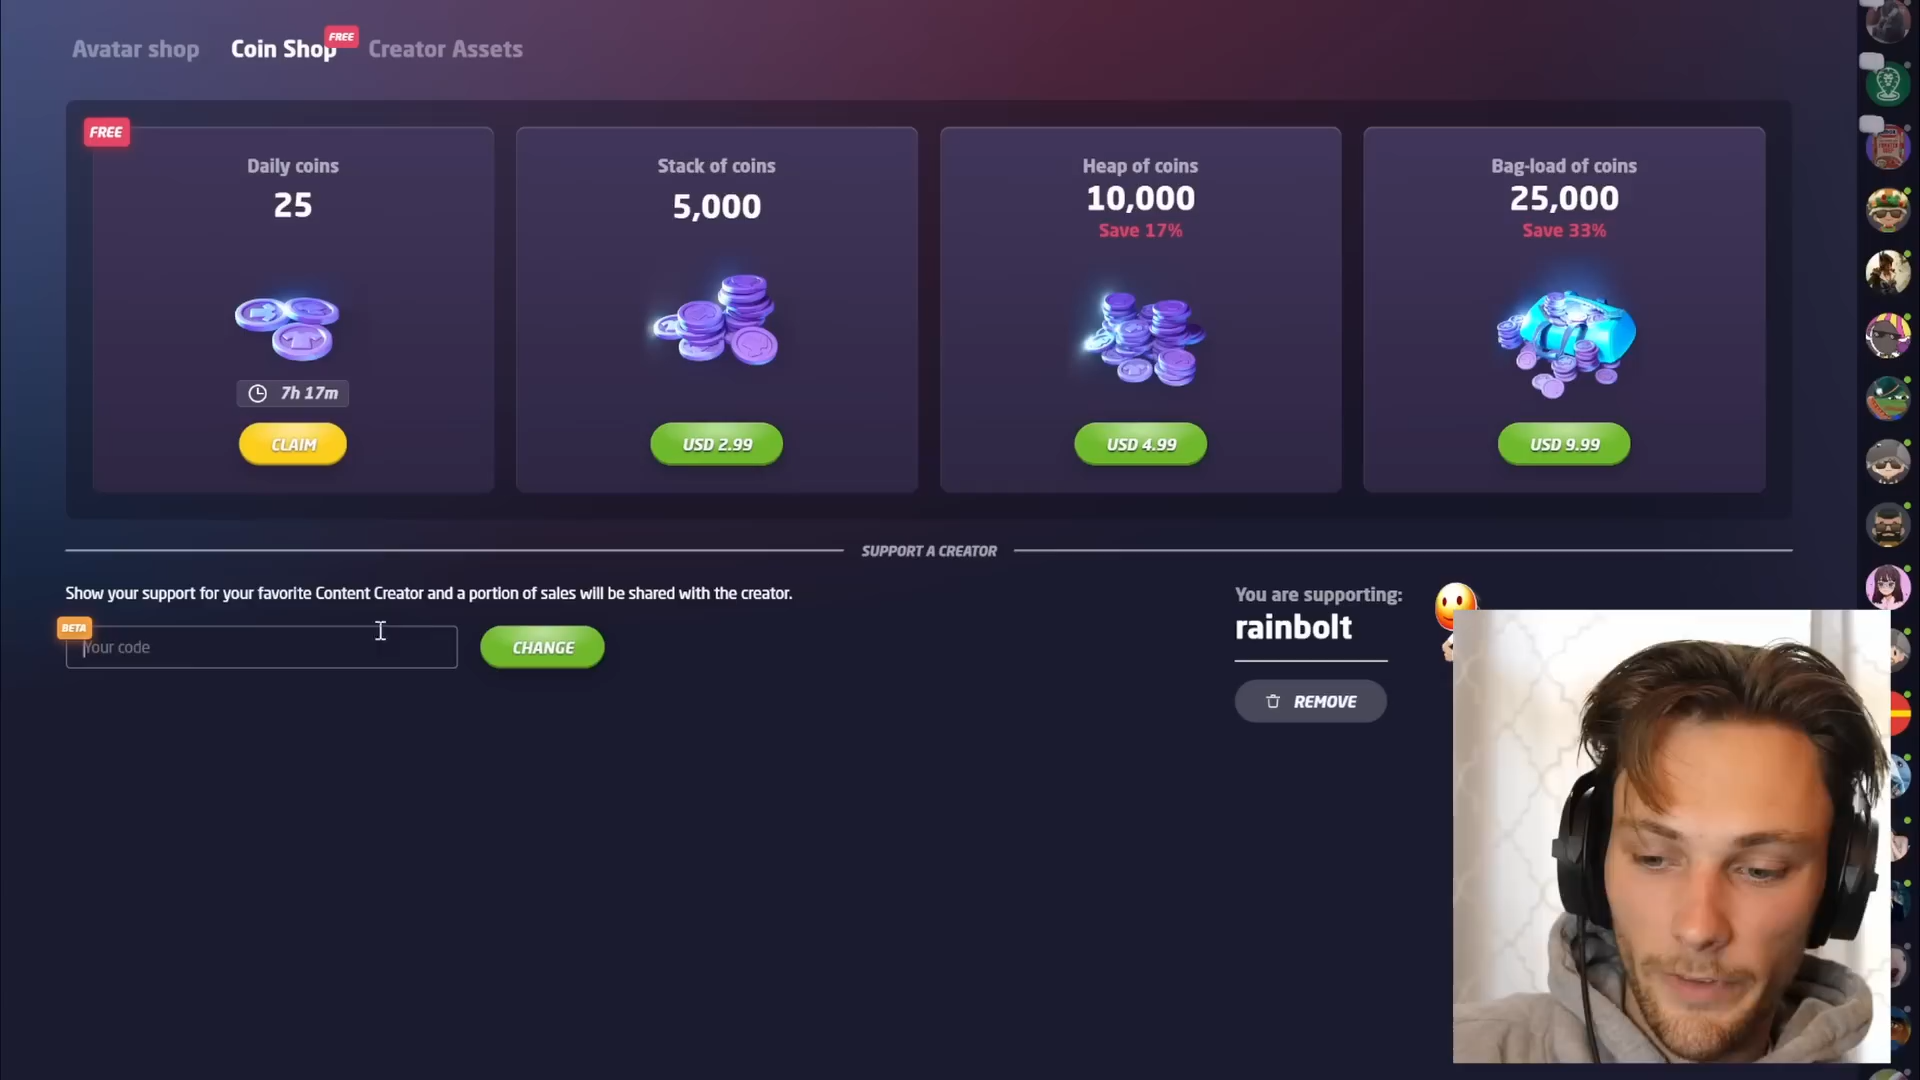 Avatar shop
Coin Shop
FREE
Creator Assets
FREE
Daily coins
25
7h 17m
CLAIM
Stack of coins
5,000
USD 2.99
Heap of coins
10,000
Save 17%
USD 4.99
Bag-load of coins
25,000
Save 33%
USD 9.99
SUPPORT A CREATOR
Show your support for your favorite Content Creator and a portion of sales will be shared with the creator.
BETA
Your code
CHANGE
You are supporting:
rainbolt
REMOVE